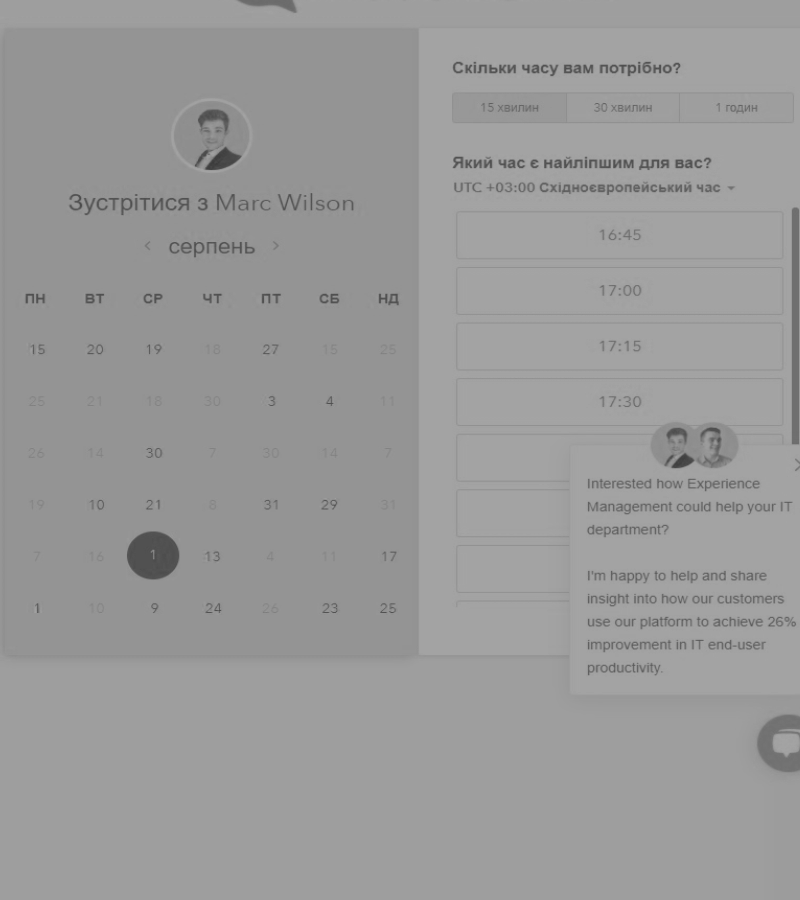 Зустрітися з Marc Wilson
серпень
ПН ВТ СР ЧТ ПТ СБ НД
15 20 19 18 27 15 25
25 21 18 30 3 4 11
26 14 30 7 30 14 7
19 10 21 8 31 29 31
7 16 1 13 4 11 17
1 10 9 24 26 23 25
Скільки часу вам потрібно?
15 хвилин 30 хвилин 1 годин
Який час є найліпшим для вас?
UTC +03:00 Східноєвропейський час
16:45
17:00
17:15
17:30
Interested how Experience
Management could help your IT
department?
I'm happy to help and share
insight into how our customers
use our platform to achieve 26%
improvement in IT end-user
productivity.